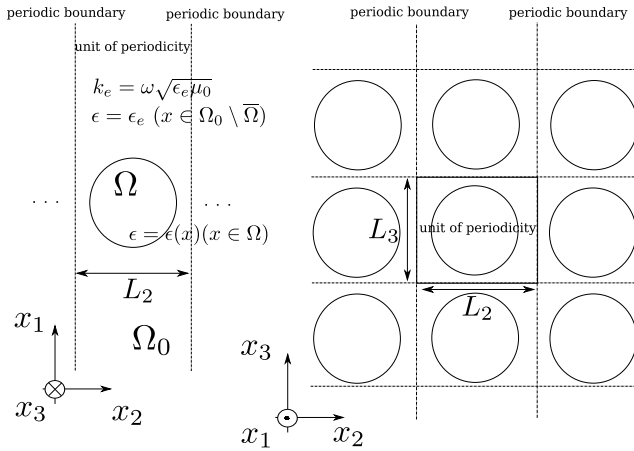 periodic boundary
periodic boundary
unit of periodicity
k_e = ω√(ϵ_e μ_0)
ϵ = ϵ_e (x ∈ Ω_0 \ Ω̅)
Ω
. . .
. . .
ϵ = ϵ(x)(x ∈ Ω)
L_2
Ω_0
x_1
x_3
x_2
periodic boundary
periodic boundary
L_3
unit of periodicity
L_2
x_3
x_1
x_2